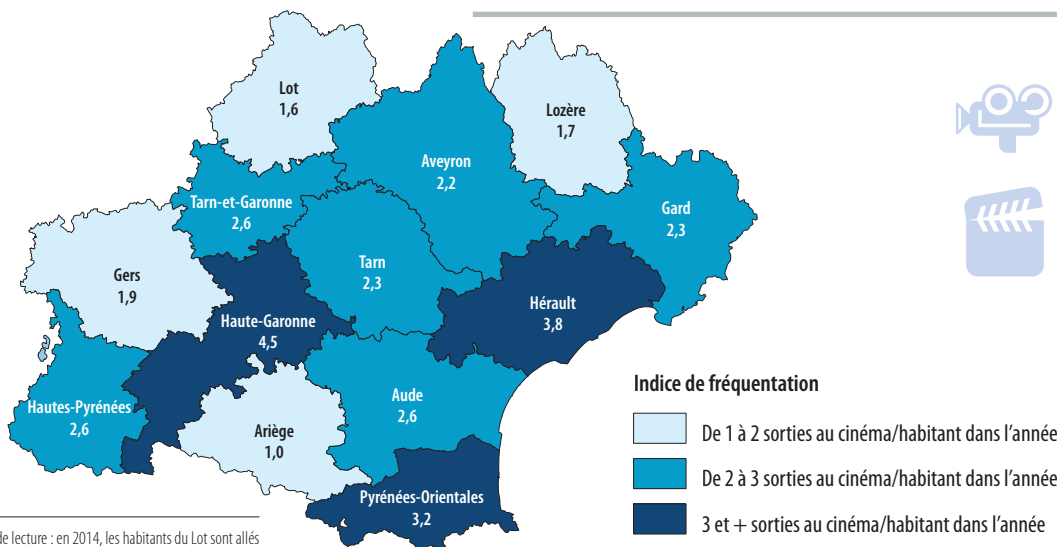 Lot
1,6
Lozère
1,7
Aveyron
2,2
Tarn-et-Garonne
2,6
Gard
2,3
Tarn
2,3
Gers
1,9
Hérault
3,8
Haute-Garonne
4,5
Hautes-Pyrénées
2,6
Aude
2,6
Ariège
1,0
Pyrénées-Orientales
3,2
Indice de fréquentation
De 1 à 2 sorties au cinéma/habitant dans l'année
De 2 à 3 sorties au cinéma/habitant dans l'année
3 et + sorties au cinéma/habitant dans l'année
de lecture : en 2014, les habitants du Lot sont allés